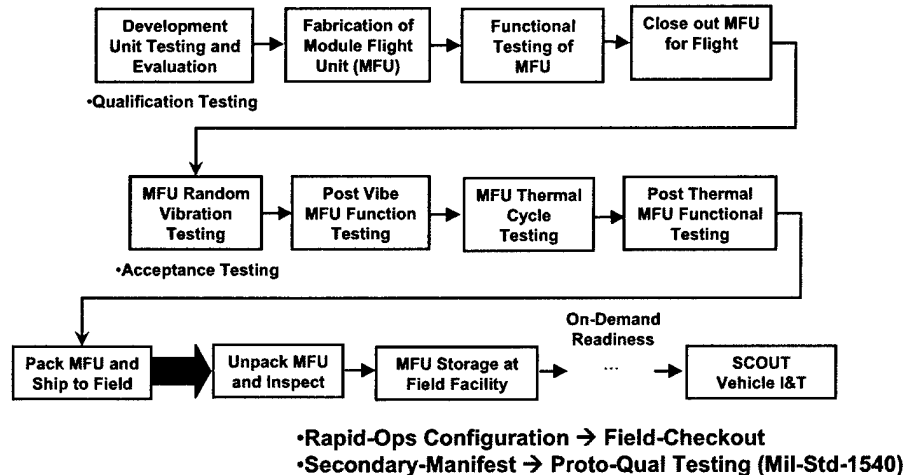 Development
Unit Testing and
Evaluation
Fabrication of
Module Flight
Unit (MFU)
Functional
Testing of
MFU
Close out MFU
for Flight
•Qualification Testing
MFU Random
Vibration
Testing
Post Vibe
MFU Function
Testing
MFU Thermal
Cycle
Testing
Post Thermal
MFU Functional
Testing
•Acceptance Testing
Pack MFU and
Ship to Field
Unpack MFU
and Inspect
MFU Storage at
Field Facility
On-Demand
Readiness
...
SCOUT
Vehicle I&T
•Rapid-Ops Configuration → Field-Checkout
•Secondary-Manifest → Proto-Qual Testing (Mil-Std-1540)